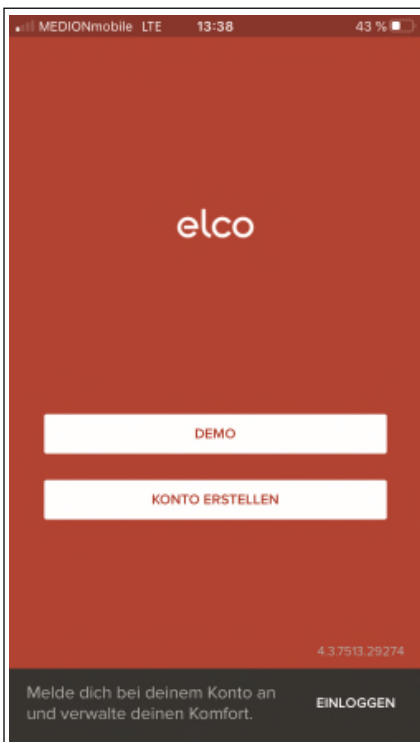 MEDIONmobile LTE 13:38 43 %
elco
DEMO
KONTO ERSTELLEN
4.3.7513.29274
Melde dich bei deinem Konto an
und verwalte deinen Komfort.
EINLOGGEN